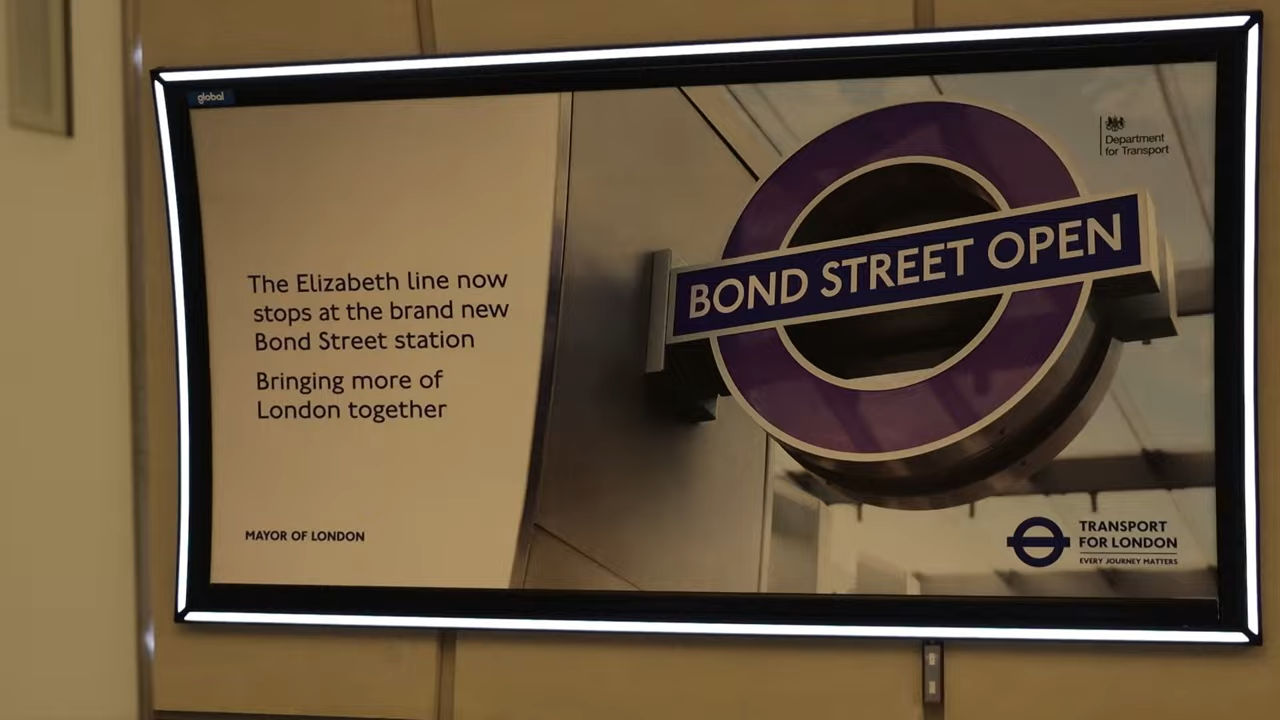 global
The Elizabeth line now
stops at the brand new
Bond Street station
Bringing more of
London together
MAYOR OF LONDON
BOND STREET OPEN
Department
for Transport
TRANSPORT
FOR LONDON
EVERY JOURNEY MATTERS